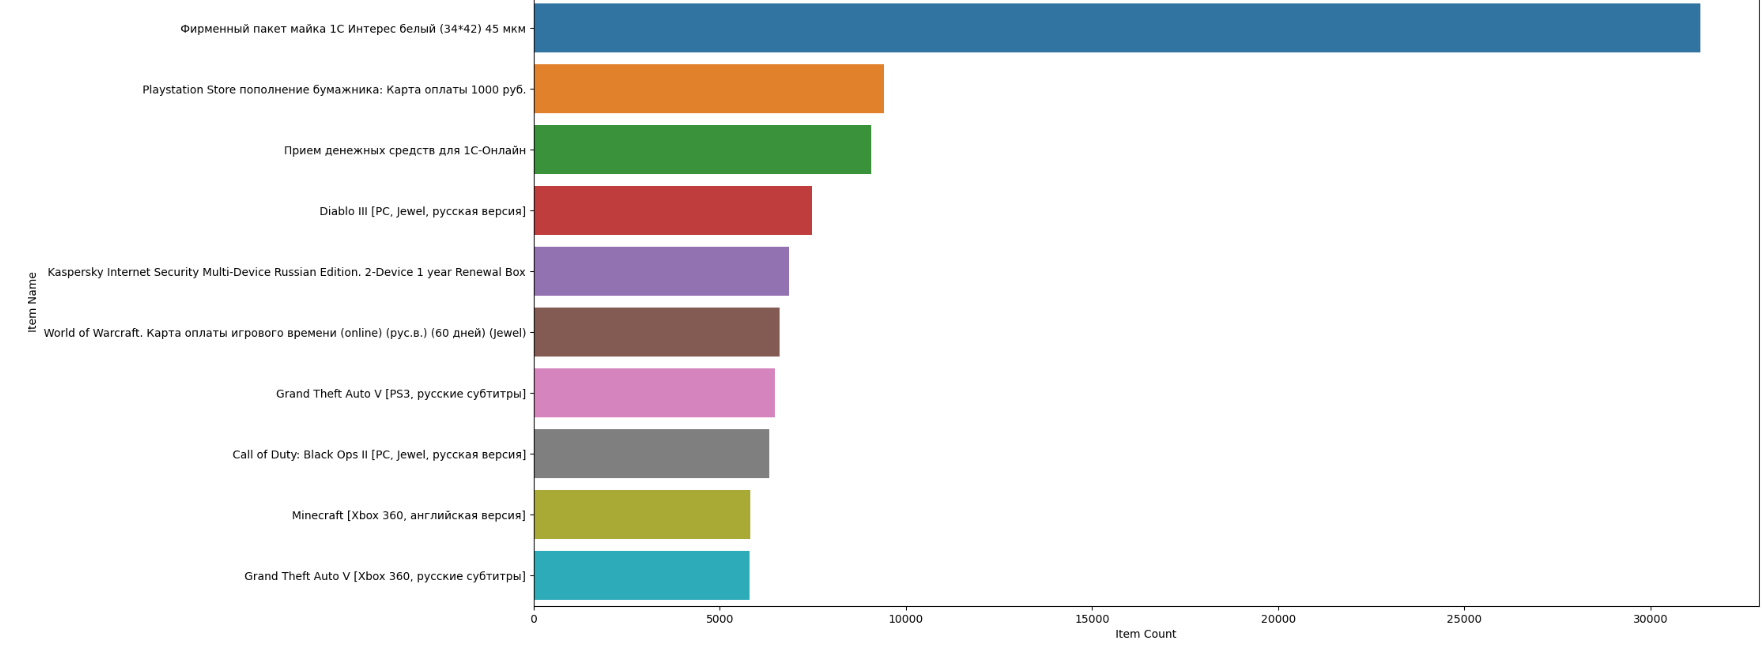 Фирменный пакет майка 1С Интерес белый (34*42) 45 мкм
Playstation Store пополнение бумажника: Карта оплаты 1000 руб.
Прием денежных средств для 1С-Онлайн
Diablo III [PC, Jewel, русская версия]
Kaspersky Internet Security Multi-Device Russian Edition. 2-Device 1 year Renewal Box
Item Name
World of Warcraft. Карта оплаты игрового времени (online) (рус.в.) (60 дней) (Jewel)
Grand Theft Auto V [PS3, русские субтитры]
Call of Duty: Black Ops II [PC, Jewel, русская версия]
Minecraft [Xbox 360, английская версия]
Grand Theft Auto V [Xbox 360, русские субтитры]
0 5000 10000 15000 20000 25000 30000
Item Count